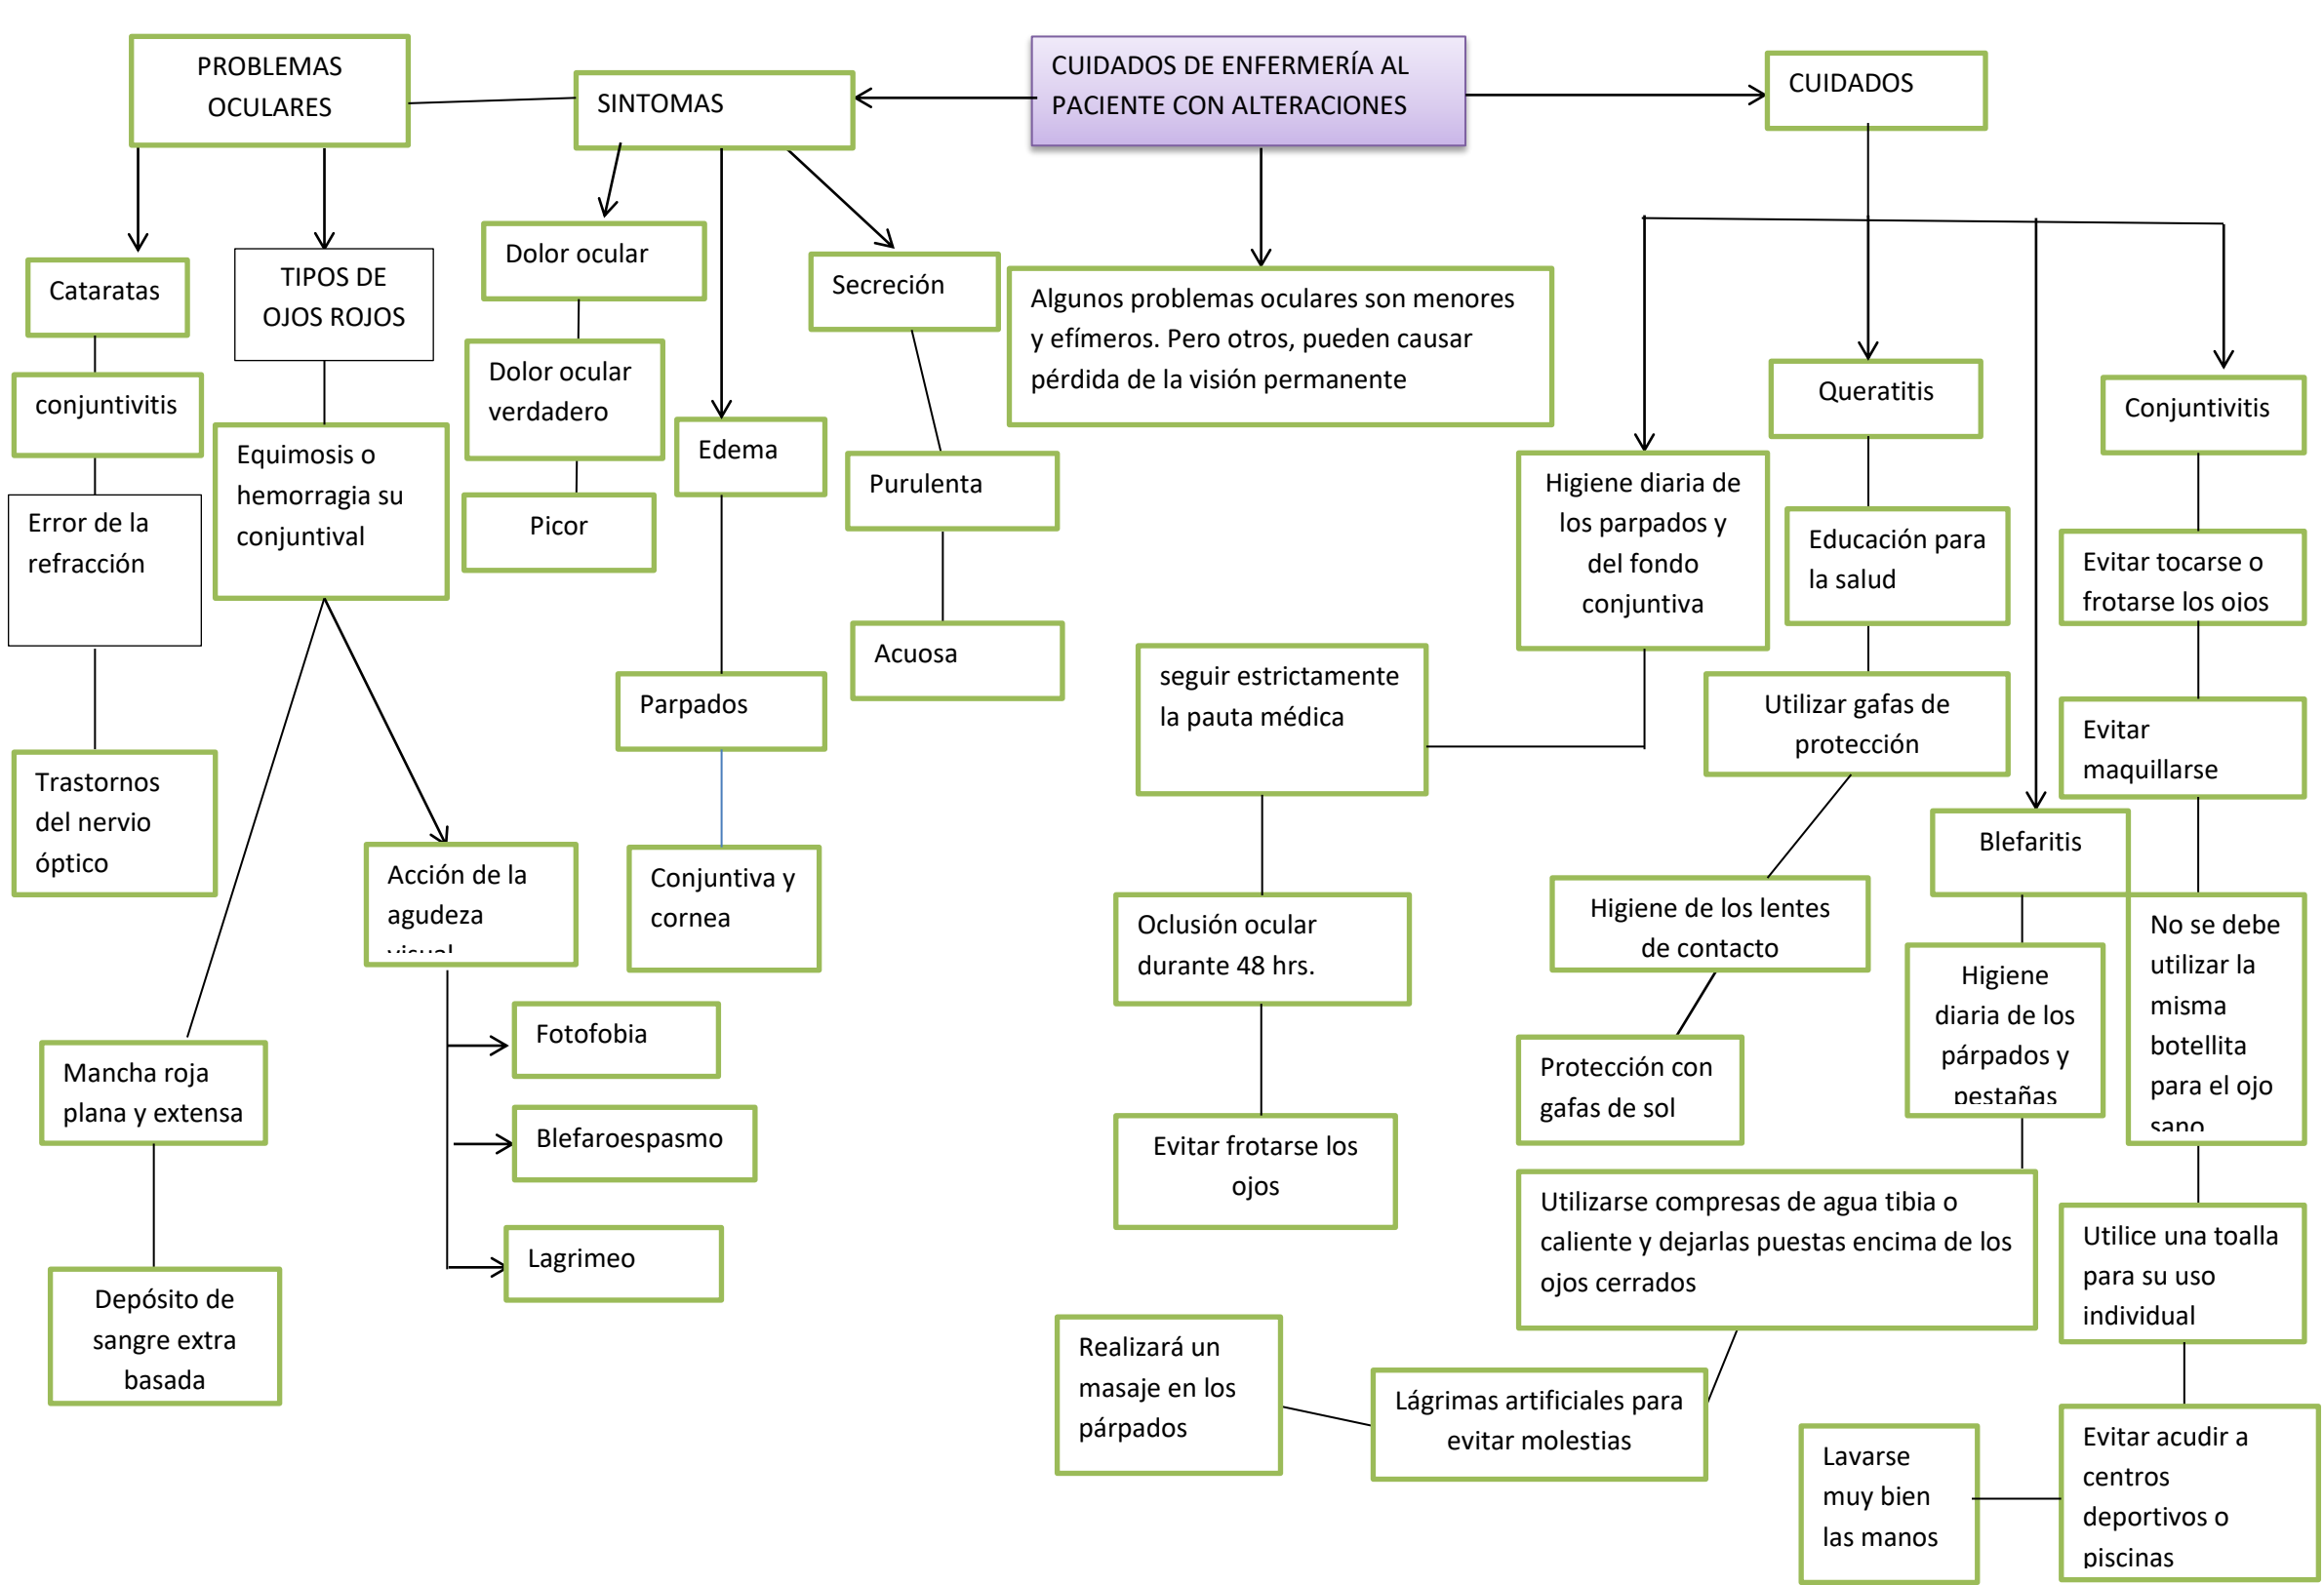 PROBLEMAS
OCULARES
SINTOMAS
CUIDADOS DE ENFERMERÍA AL
PACIENTE CON ALTERACIONES
CUIDADOS
Cataratas
conjuntivitis
Error de la
refracción
Trastornos
del nervio
óptico
TIPOS DE
OJOS ROJOS
Equimosis o
hemorragia su
conjuntival
Mancha roja
plana y extensa
Depósito de
sangre extra
basada
Acción de la
agudeza
visual
Fotofobia
Blefaroespasmo
Lagrimeo
Dolor ocular
Dolor ocular
verdadero
Picor
Edema
Parpados
Conjuntiva y
cornea
Secreción
Purulenta
Acuosa
Algunos problemas oculares son menores
y efímeros. Pero otros, pueden causar
pérdida de la visión permanente
Higiene diaria de
los parpados y
del fondo
conjuntiva
seguir estrictamente
la pauta médica
Oclusión ocular
durante 48 hrs.
Evitar frotarse los
ojos
Queratitis
Educación para
la salud
Utilizar gafas de
protección
Higiene de los lentes
de contacto
Protección con
gafas de sol
Blefaritis
Higiene
diaria de los
párpados y
pestañas
Utilizarse compresas de agua tibia o
caliente y dejarlas puestas encima de los
ojos cerrados
Lágrimas artificiales para
evitar molestias
Realizará un
masaje en los
párpados
Conjuntivitis
Evitar tocarse o
frotarse los ojos
Evitar
maquillarse
No se debe
utilizar la
misma
botellita
para el ojo
sano
Utilice una toalla
para su uso
individual
Evitar acudir a
centros
deportivos o
piscinas
Lavarse
muy bien
las manos